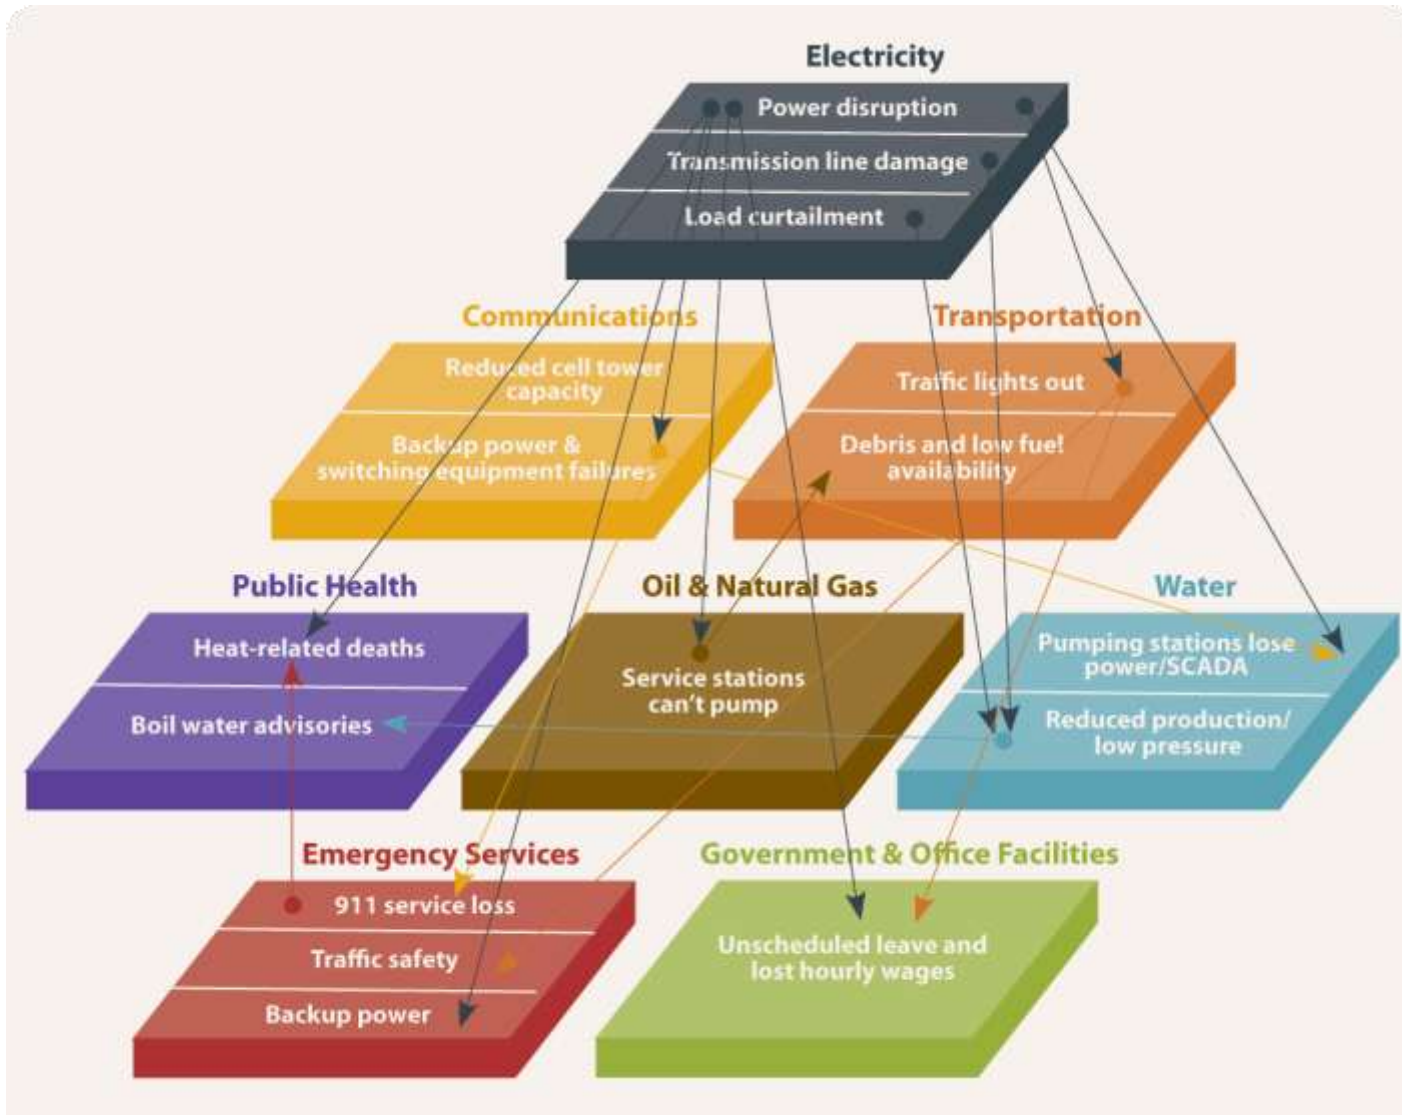 Electricity
Power disruption
Transmission line damage
Load curtailment
Communications
Reduced cell tower
capacity
Backup power &
switching equipment failures
Transportation
Traffic lights out
Debris and low fuel
availability
Public Health
Heat-related deaths
Boil water advisories
Oil & Natural Gas
Service stations
can't pump
Water
Pumping stations lose
power/SCADA
Reduced production/
low pressure
Emergency Services
911 service loss
Traffic safety
Backup power
Government & Office Facilities
Unscheduled leave and
lost hourly wages